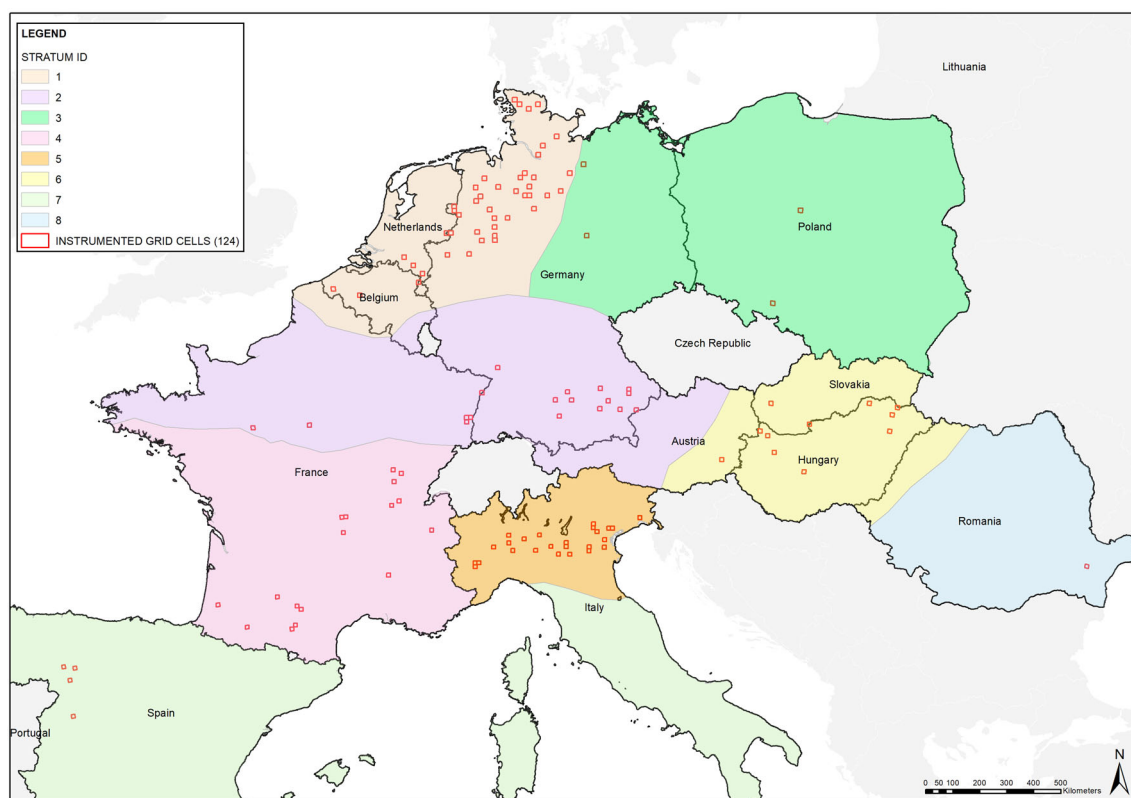 LEGEND
STRATUM ID
1
2
3
4
5
6
7
8
INSTRUMENTED GRID CELLS (124)
Lithuania
Netherlands
Poland
Germany
Belgium
Czech Republic
Slovakia
Austria
Hungary
France
Romania
Italy
Spain
Portugal
N
0 50 100 200 300 400 500
Kilometers